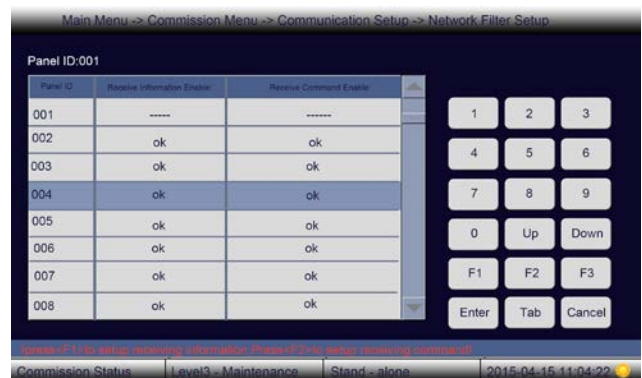 Main Menu -> Commission Menu -> Communication Setup -> Network Filter Setup
Panel ID:001
Panel ID Receive Information Enable Receive Command Enable
001 ----- ------
002 ok ok
003 ok ok
004 ok ok
005 ok ok
006 ok ok
007 ok ok
008 ok ok
1 2 3
4 5 6
7 8 9
0 Up Down
F1 F2 F3
Enter Tab Cancel
press<F1>to setup receiving information Press<F2>to setup receiving command!
Commission Status Level3 - Maintenance Stand - alone 2015-04-15 11:04:22